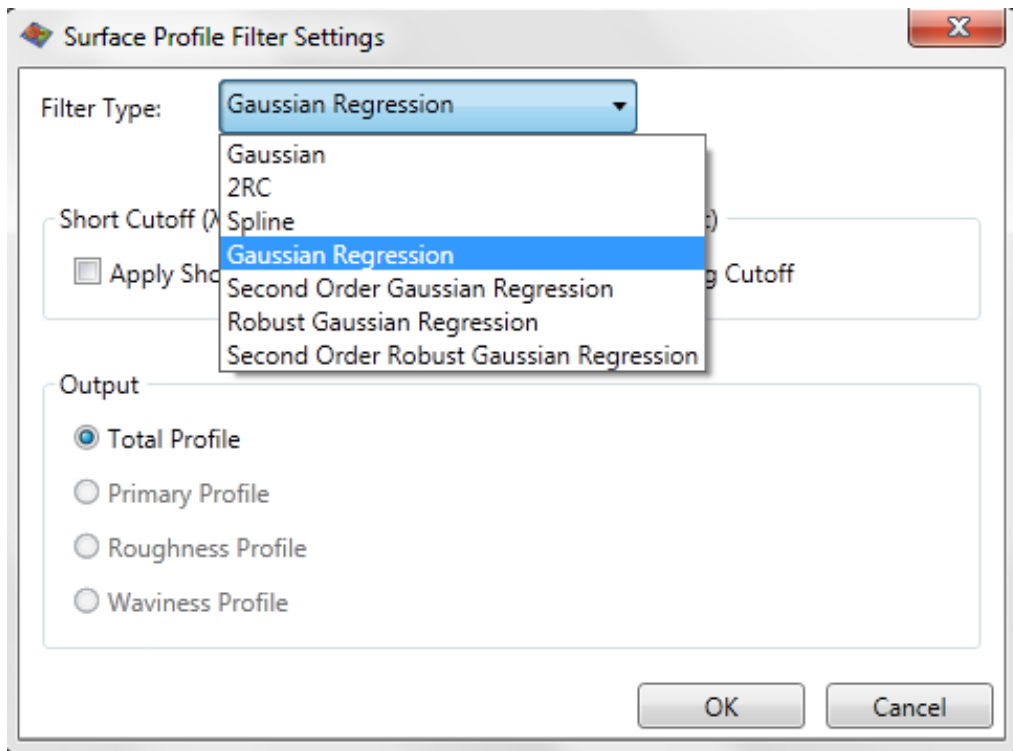 Surface Profile Filter Settings
Filter Type: Gaussian Regression
Gaussian
2RC
Spline
Gaussian Regression
Second Order Gaussian Regression
Robust Gaussian Regression
Second Order Robust Gaussian Regression
Short Cutoff
Apply Cutoff
Output
Total Profile
Primary Profile
Roughness Profile
Waviness Profile
OK Cancel